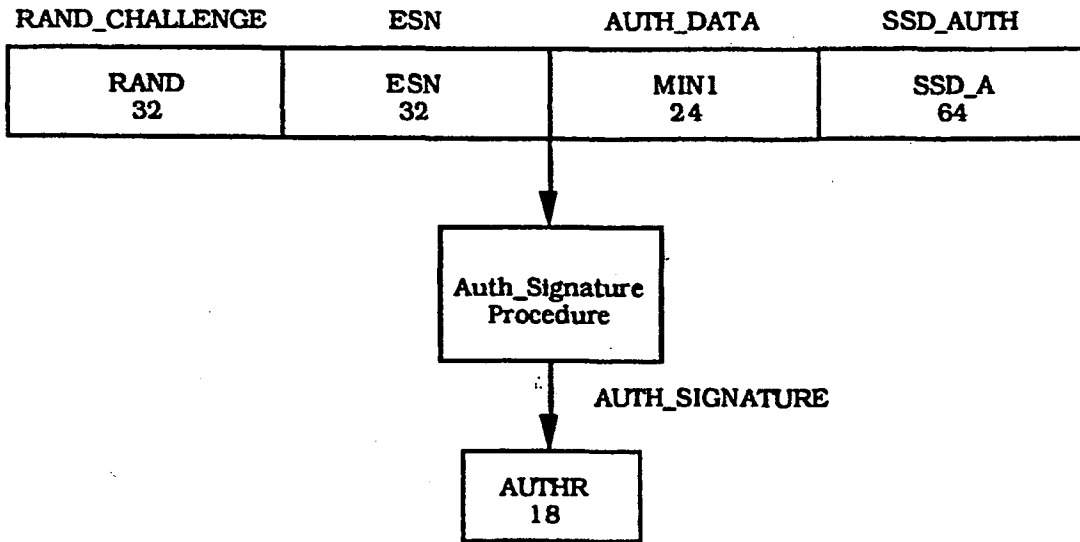 RAND_CHALLENGE ESN AUTH_DATA SSD_AUTH
RAND ESN MIN1 SSD_A
32 32 24 64
Auth_Signature
Procedure
AUTH_SIGNATURE
AUTHR
18